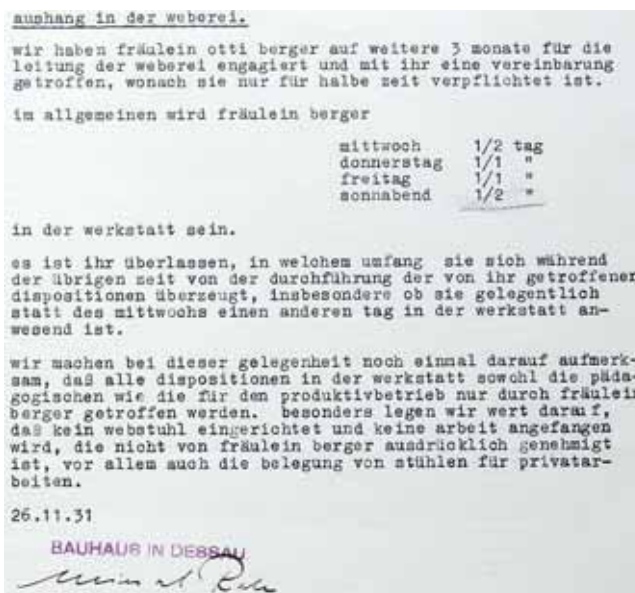 aushang in der weberei.
wir haben fräulein otti berger auf weitere 3 monate für die
leitung der weberei engagiert und mit ihr eine vereinbarung
getroffen, wonach sie nur für halbe zeit verpflichtet ist.
im allgemeinen wird fräulein berger
mittwoch 1/2 tag
donnerstag 1/1 "
freitag 1/1 "
sonnabend 1/2 "
in der werkstatt sein.
es ist ihr überlassen, in welchem umfang sie sich während
der übrigen zeit von der durchführung der von ihr getroffener
dispositionen überzeugt, insbesondere ob sie gelegentlich
statt des mittwochs einen anderen tag in der werkstatt an-
wesend ist.
wir machen bei dieser gelegenheit noch einmal darauf aufmerk-
sam, daß alle dispositionen in der werkstatt sowohl die päda-
gogischen wie die für dem produktivbetrieb nur durch fräulein
berger getroffen werden. besonders legen wir wert darauf,
daß kein webstuhl eingerichtet und keine arbeit angefangen
wird, die nicht von fräulein berger ausdrücklich genehmigt
ist, vor allem auch die belegung von stühlen für privatar-
beiten.
26.11.31
BAUHAUS IN DESSAU